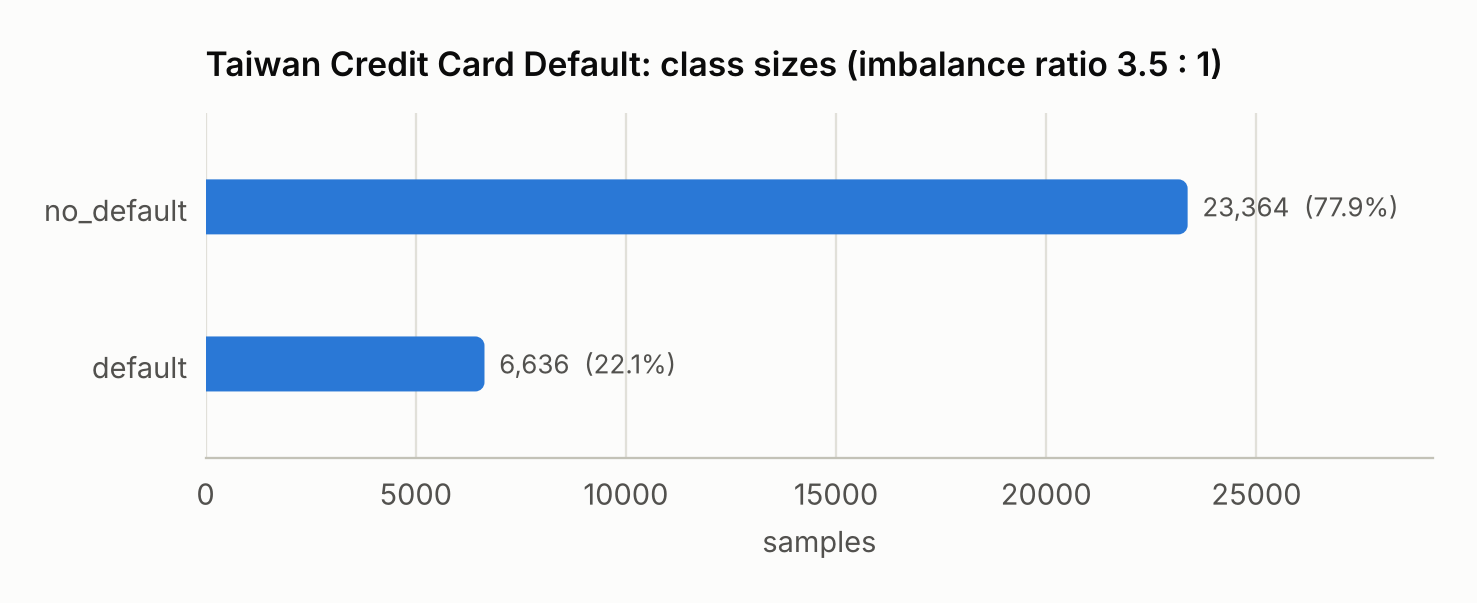 Taiwan Credit Card Default: class sizes (imbalance ratio 3.5 : 1)
no_default
23,364 (77.9%)
default
6,636 (22.1%)
0 5000 10000 15000 20000 25000
samples